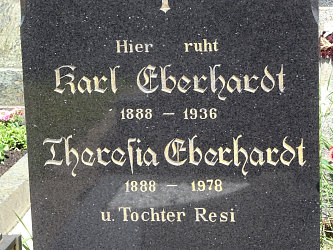 Hier ruht
Karl Eberhardt
1888 – 1936
Theresia Eberhardt
1888 – 1978
u. Tochter Resi